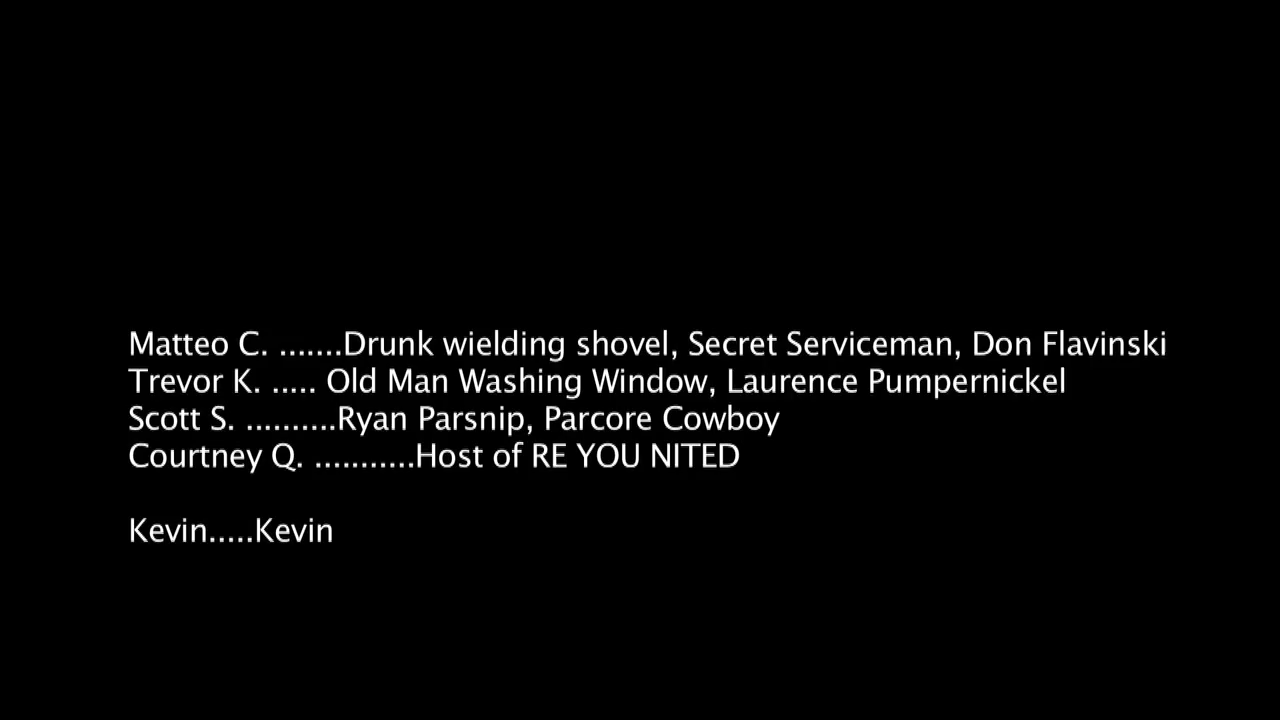 Matteo C. .......Drunk wielding shovel, Secret Serviceman, Don Flavinski
Trevor K. ..... Old Man Washing Window, Laurence Pumpernickel
Scott S. ..........Ryan Parsnip, Parcore Cowboy
Courtney Q. ...........Host of RE YOU NITED
Kevin.....Kevin